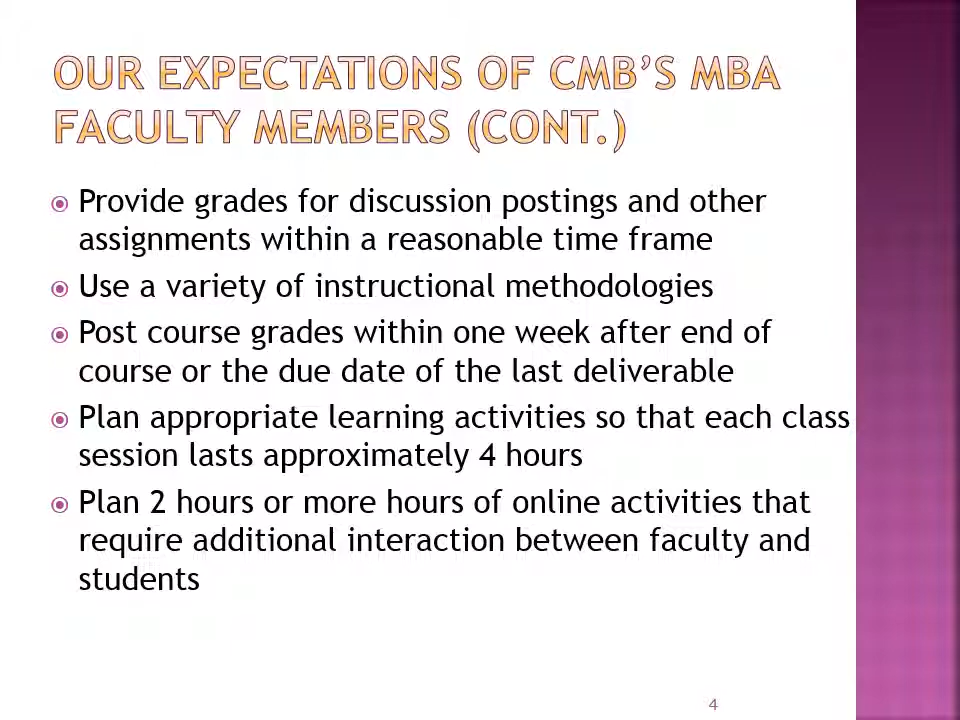 OUR EXPECTATIONS OF CMB’S MBA
FACULTY MEMBERS (CONT.)
Provide grades for discussion postings and other
assignments within a reasonable time frame
Use a variety of instructional methodologies
Post course grades within one week after end of
course or the due date of the last deliverable
Plan appropriate learning activities so that each class
session lasts approximately 4 hours
Plan 2 hours or more hours of online activities that
require additional interaction between faculty and
students
4